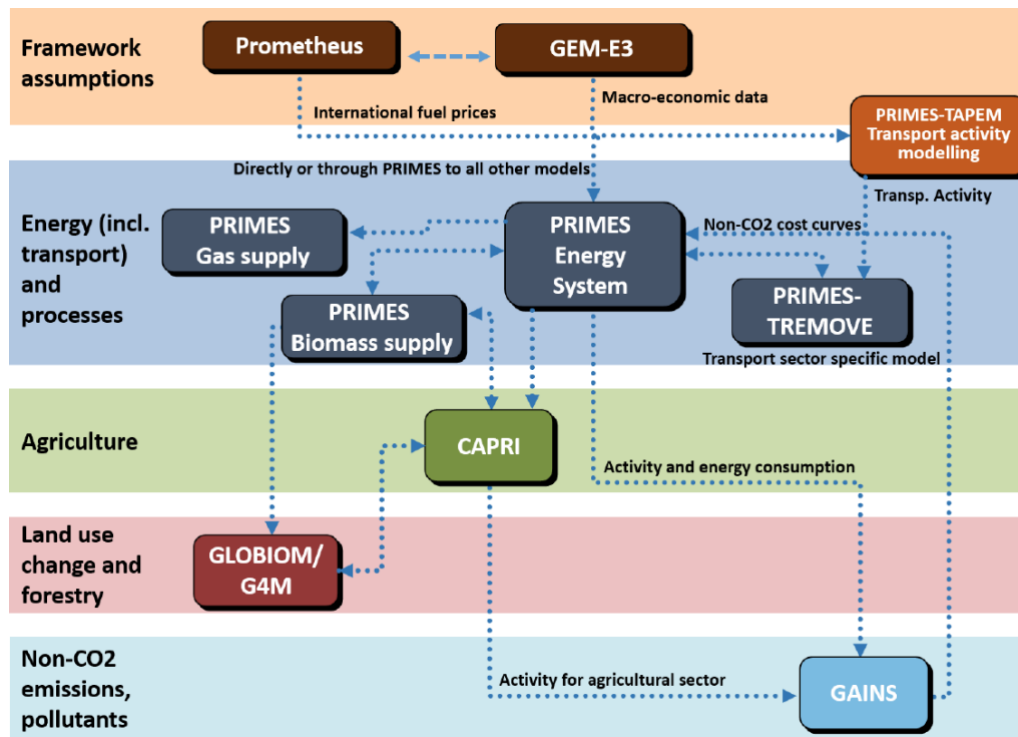 Framework
assumptions
Prometheus
GEM-E3
International fuel prices
Macro-economic data
PRIMES-TAPEM
Transport activity
modelling
Directly or through PRIMES to all other models
Transp. Activity
Energy (incl.
transport)
and
processes
PRIMES
Gas supply
PRIMES
Energy
System
Non-CO2 cost curves
PRIMES
Biomass supply
PRIMES-
TREMOVE
Transport sector specific model
Agriculture
CAPRI
Activity and energy consumption
Land use
change and
forestry
GLOBIOM/
G4M
Non-CO2
emissions,
pollutants
Activity for agricultural sector
GAINS